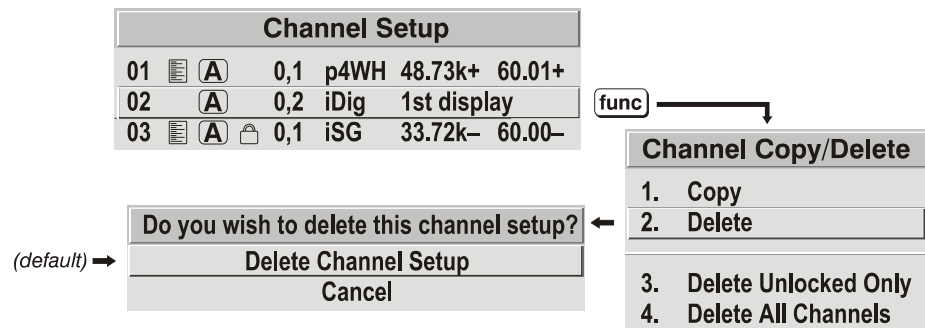 Channel Setup
01 A 0,1 p4WH 48.73k+ 60.01+
02 A 0,2 iDig 1st display
03 A 0,1 iSG 33.72k– 60.00–
func
Channel Copy/Delete
1. Copy
2. Delete
3. Delete Unlocked Only
4. Delete All Channels
Do you wish to delete this channel setup?
(default) Delete Channel Setup
Cancel